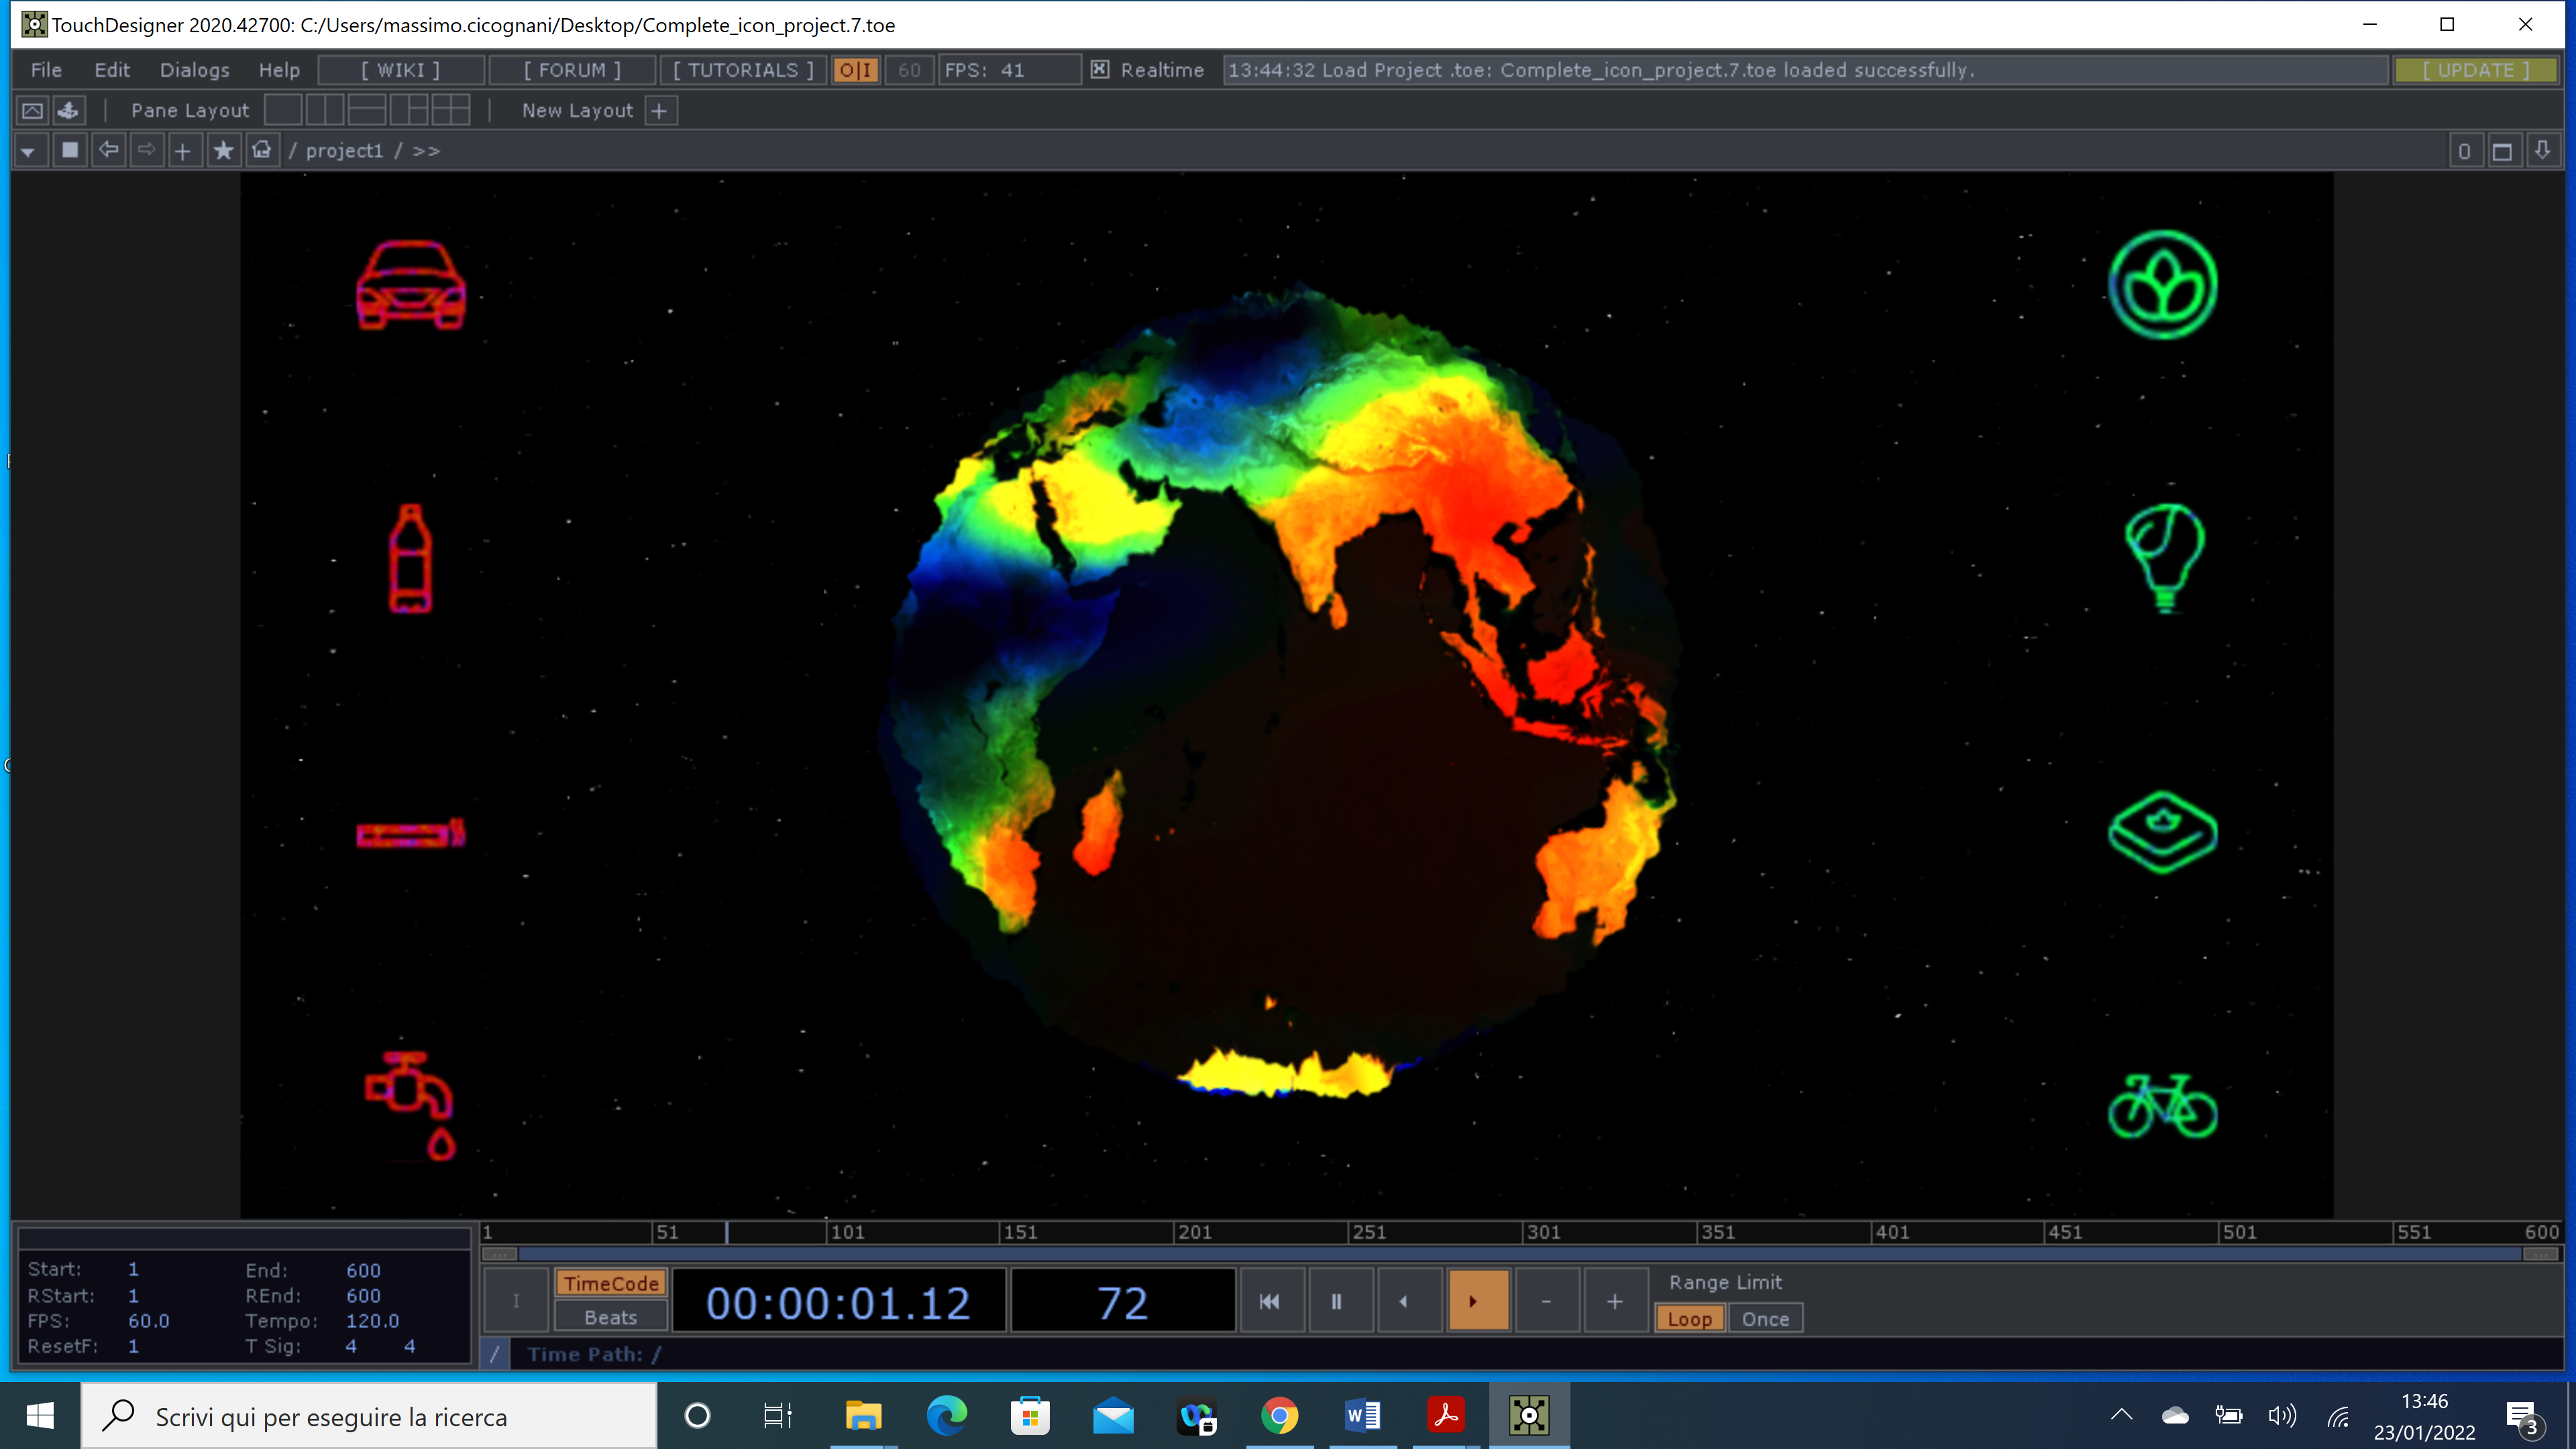 TouchDesigner 2020.42700: C:/Users/massimo.cicognani/Desktop/Complete_icon_project.7.toe
File Edit Dialogs Help [ WIKI ] [ FORUM ] [ TUTORIALS ] O|I 60 FPS: 41 Realtime 13:44:32 Load Project .toe: Complete_icon_project.7.toe loaded successfully. [ UPDATE ]
Pane Layout New Layout +
+ / project1 / >> 0
1 51 101 151 201 251 301 351 401 451 501 551 600
Start: 1 End: 600
RStart: 1 REnd: 600
FPS: 60.0 Tempo: 120.0
ResetF: 1 T Sig: 4 4
I TimeCode Beats 00:00:01.12 72 - + Range Limit
Loop Once
/ Time Path: /
Scrivi qui per eseguire la ricerca
13:46
23/01/2022
3